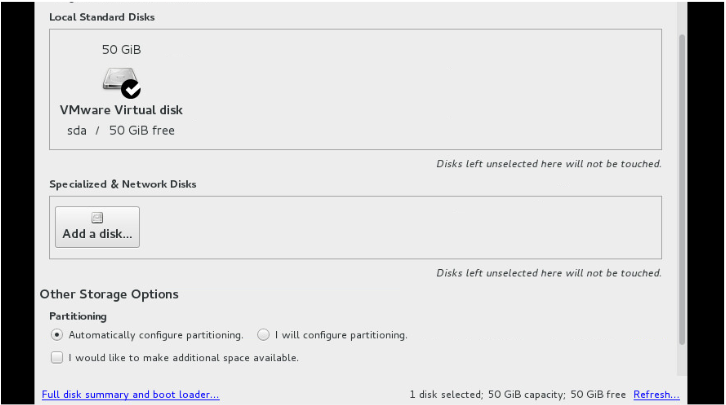 Local Standard Disks
50 GiB
VMware Virtual disk
sda / 50 GiB free
Disks left unselected here will not be touched.
Specialized & Network Disks
Add a disk...
Disks left unselected here will not be touched.
Other Storage Options
Partitioning
Automatically configure partitioning. I will configure partitioning.
I would like to make additional space available.
Full disk summary and boot loader... 1 disk selected; 50 GiB capacity; 50 GiB free Refresh...